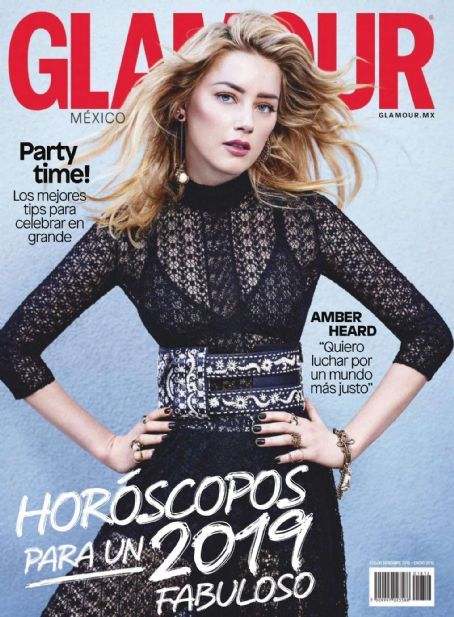 GLAMOUR
MÉXICO
GLAMOUR.MX
Party
time!
Los mejores
tips para
celebrar en
grande
AMBER
HEARD
“Quiero
luchar por
un mundo
más justo”
HORÓSCOPOS
PARA UN 2019
FABULOSO